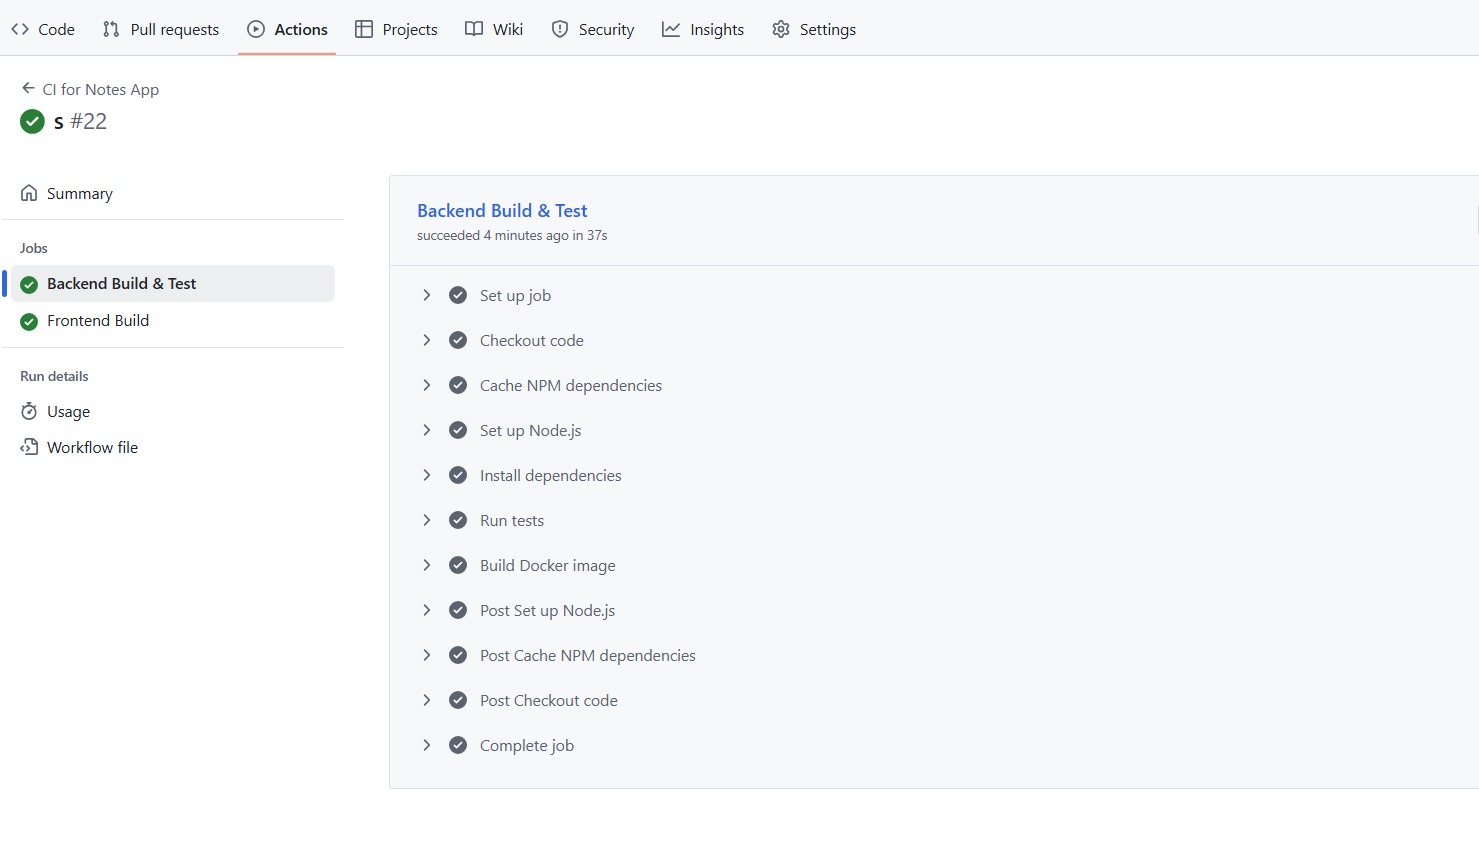 Code Pull requests Actions Projects Wiki Security Insights Settings
CI for Notes App
s #22
Summary
Jobs
Backend Build & Test
Frontend Build
Run details
Usage
Workflow file
Backend Build & Test
succeeded 4 minutes ago in 37s
Set up job
Checkout code
Cache NPM dependencies
Set up Node.js
Install dependencies
Run tests
Build Docker image
Post Set up Node.js
Post Cache NPM dependencies
Post Checkout code
Complete job